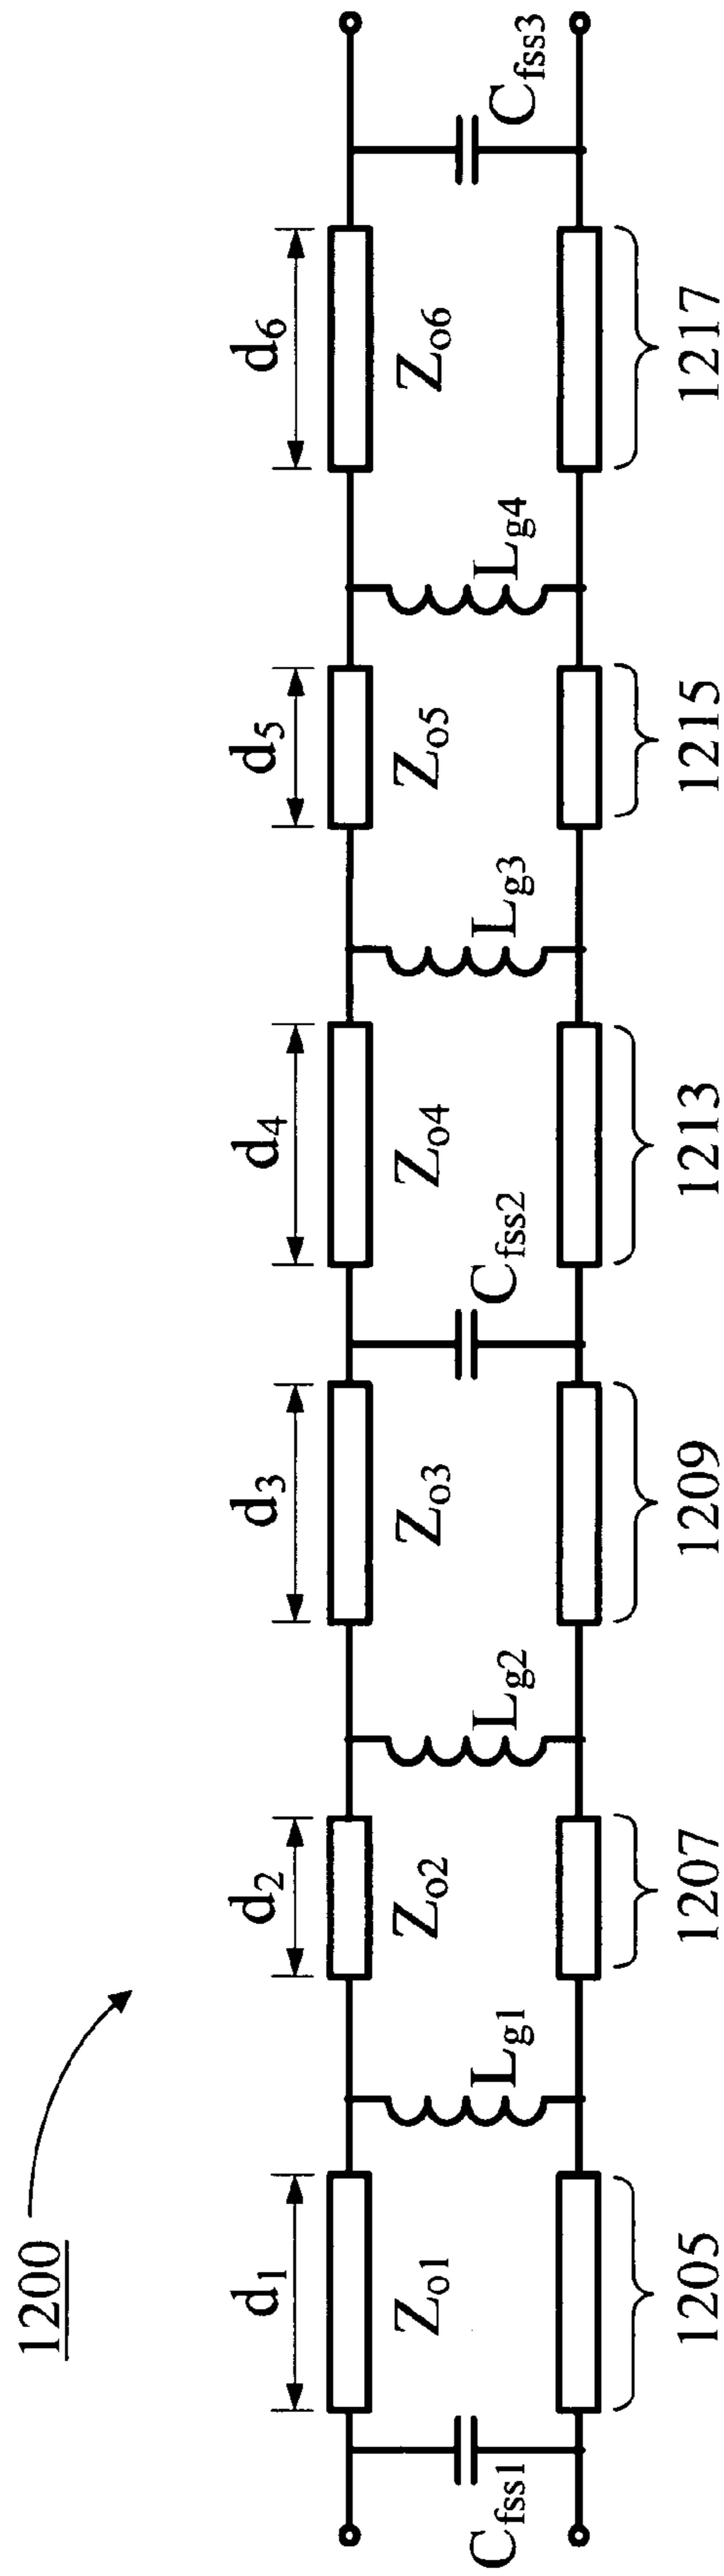 1200
d1 d2 d3 d4 d5 d6
Cfss1 Zo1 Lg1 Zo2 Lg2 Zo3 Cfss2 Zo4 Lg3 Zo5 Lg4 Zo6 Cfss3
1205 1207 1209 1213 1215 1217